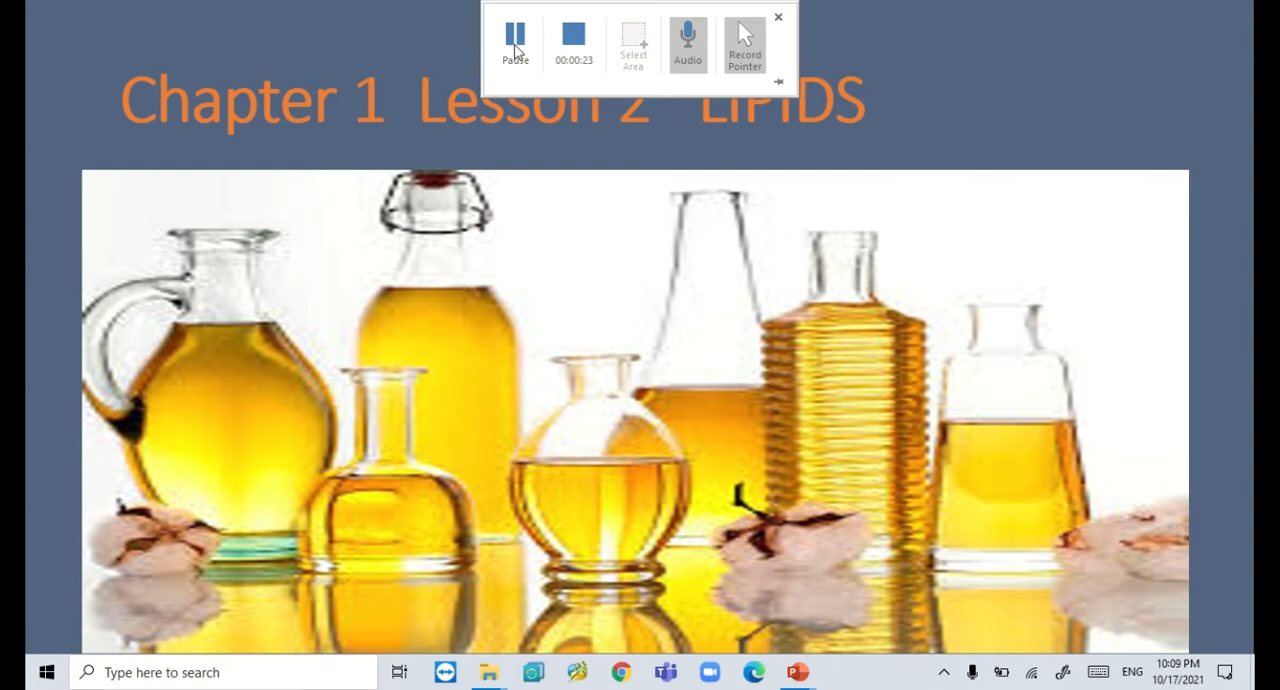 Pause
00:00:23
Select
Area
Audio
Record
Pointer
Chapter 1 Lesson 2 LIPIDS
Type here to search
ENG
10:09 PM
10/17/2021